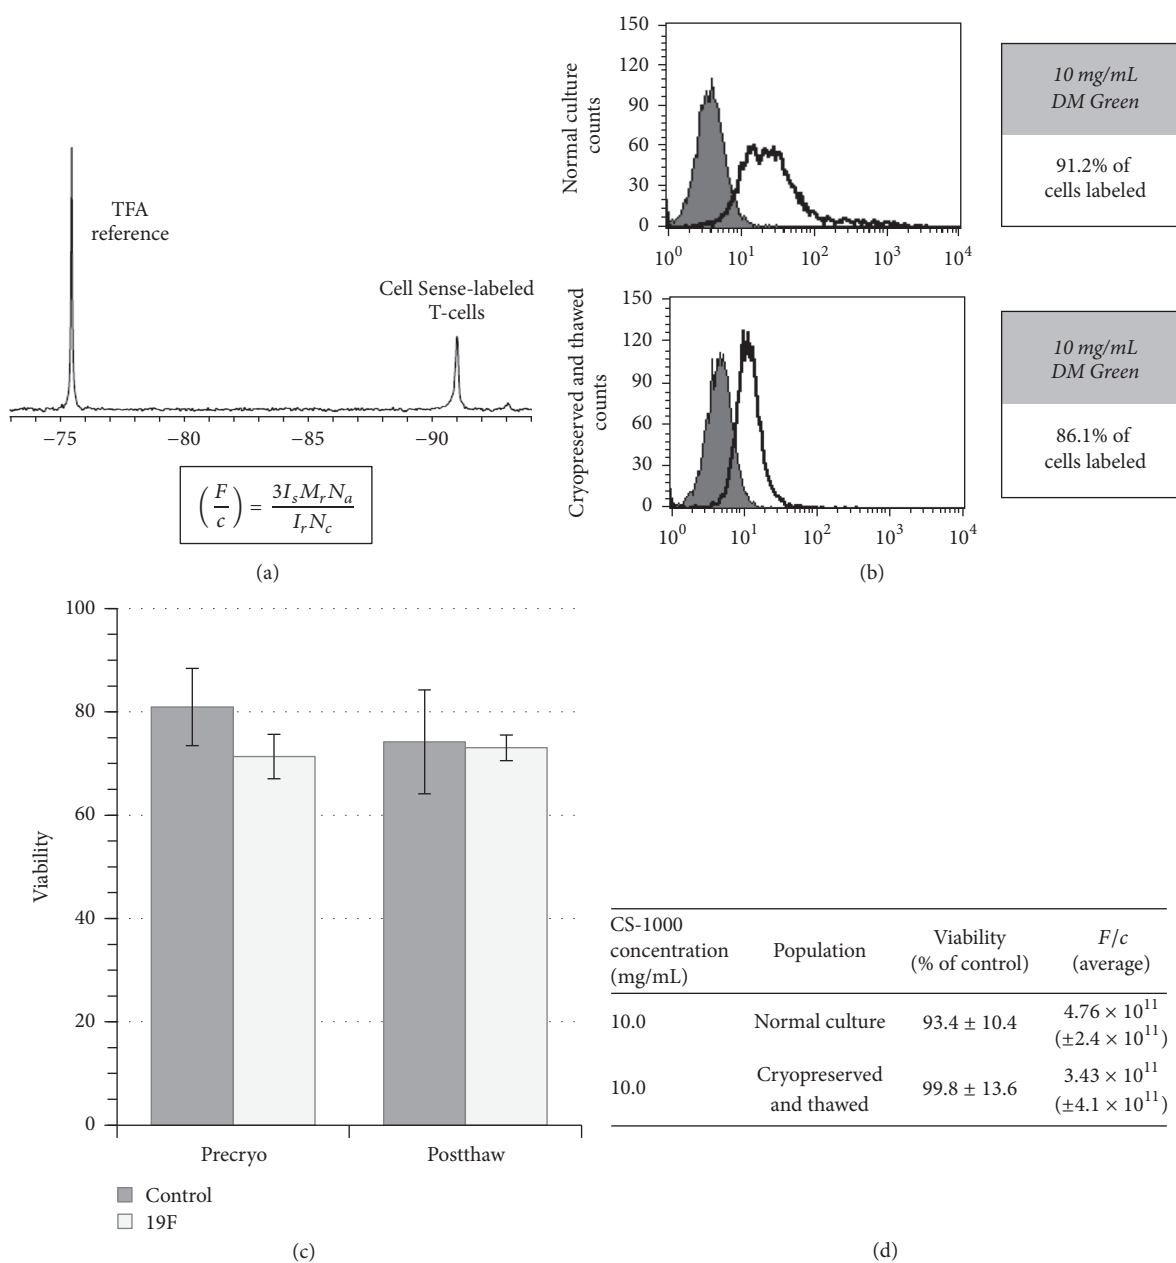 TFA
reference
Cell Sense-labeled
T-cells
−75
−80
−85
−90
(F/c) = 3I_sM_rN_a / I_rN_c
(a)
Normal culture
counts
150
120
90
60
30
0
10^0
10^1
10^2
10^3
10^4
10 mg/mL
DM Green
91.2% of
cells labeled
Cryopreserved and thawed
counts
150
120
90
60
30
0
10^0
10^1
10^2
10^3
10^4
10 mg/mL
DM Green
86.1% of
cells labeled
(b)
Viability
100
80
60
40
20
0
Precryo
Postthaw
Control
19F
(c)
CS-1000
concentration
(mg/mL)
Population
Viability
(% of control)
F/c
(average)
10.0
Normal culture
93.4 ± 10.4
4.76 × 10^11
(±2.4 × 10^11)
10.0
Cryopreserved
and thawed
99.8 ± 13.6
3.43 × 10^11
(±4.1 × 10^11)
(d)